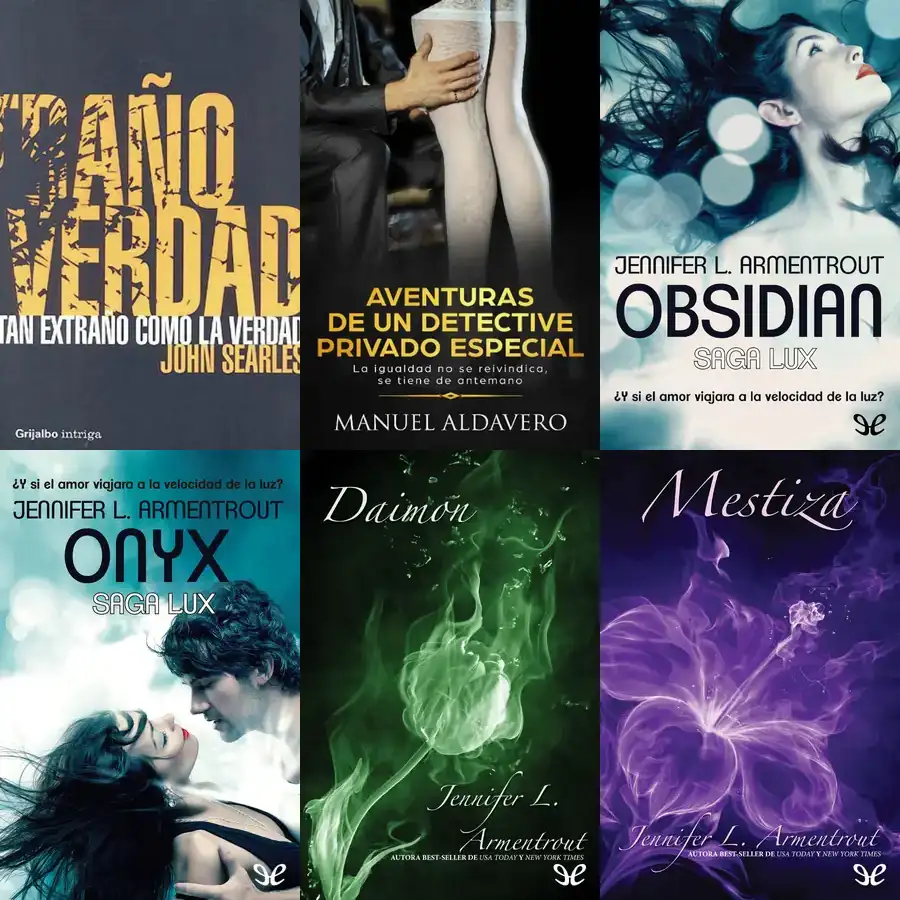 TRAÑO
VERDAD
TAN EXTRAÑO COMO LA VERDAD
JOHN SEARLES
Grijalbo intriga
AVENTURAS
DE UN DETECTIVE
PRIVADO ESPECIAL
La igualdad no se reivindica,
se tiene de antemano
MANUEL ALDAVERO
JENNIFER L. ARMENTROUT
OBSIDIAN
SAGA LUX
¿Y si el amor viajara a la velocidad de la luz?
¿Y si el amor viajara a la velocidad de la luz?
JENNIFER L. ARMENTROUT
ONYX
SAGA LUX
Daimon
Jennifer L.
Armentrout
AUTORA BEST-SELLER DE USA TODAY Y NEW YORK TIMES
Mestiza
Jennifer L. Armentrout
AUTORA BEST-SELLER DE USA TODAY Y NEW YORK TIMES